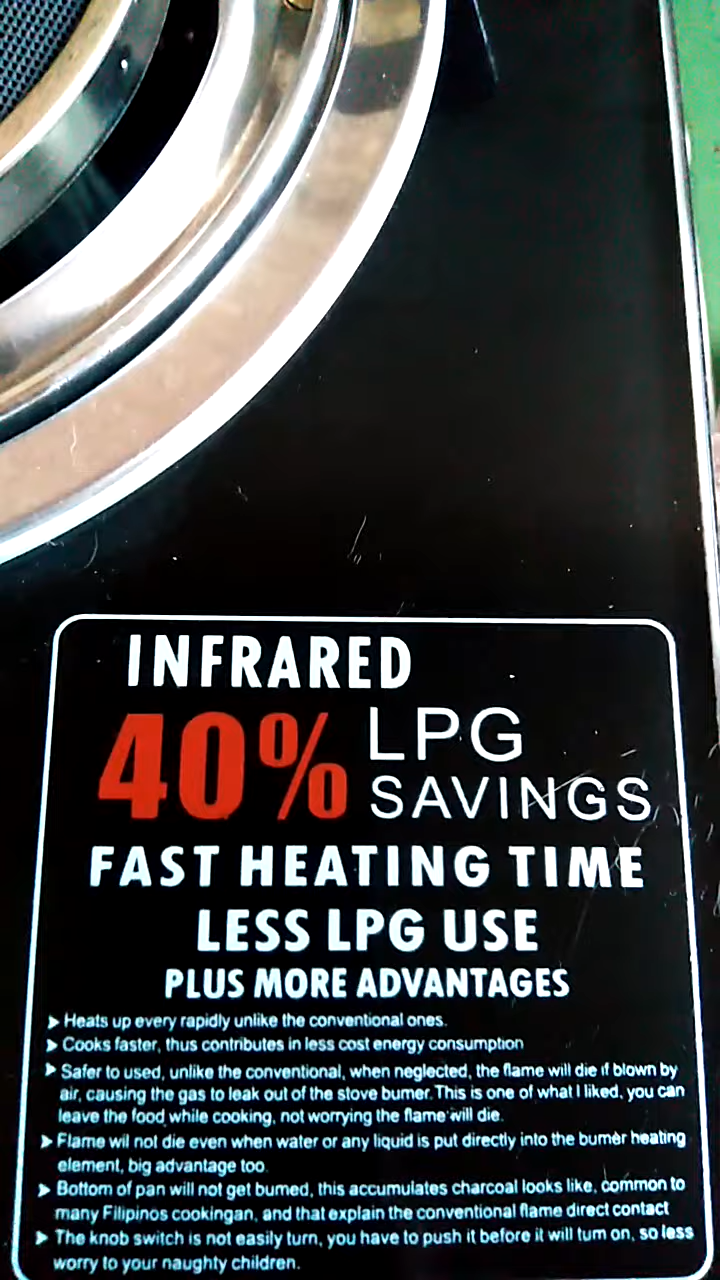 INFRARED
40% LPG
SAVINGS
FAST HEATING TIME
LESS LPG USE
PLUS MORE ADVANTAGES
➤ Heats up every rapidly unlike the conventional ones.
➤ Cooks faster, thus contributes in less cost energy consumption
➤ Safer to used, unlike the conventional, when neglected, the flame will die if blown by
air, causing the gas to leak out of the stove burner. This is one of what I liked, you can
leave the food while cooking, not worrying the flame will die.
➤ Flame wil not die even when water or any liquid is put directly into the burner heating
element, big advantage too.
➤ Bottom of pan will not get burned, this accumulates charcoal looks like, common to
many Filipinos cookingan, and that explain the conventional flame direct contact
➤ The knob switch is not easily turn, you have to push it before it will turn on, so less
worry to your naughty children.